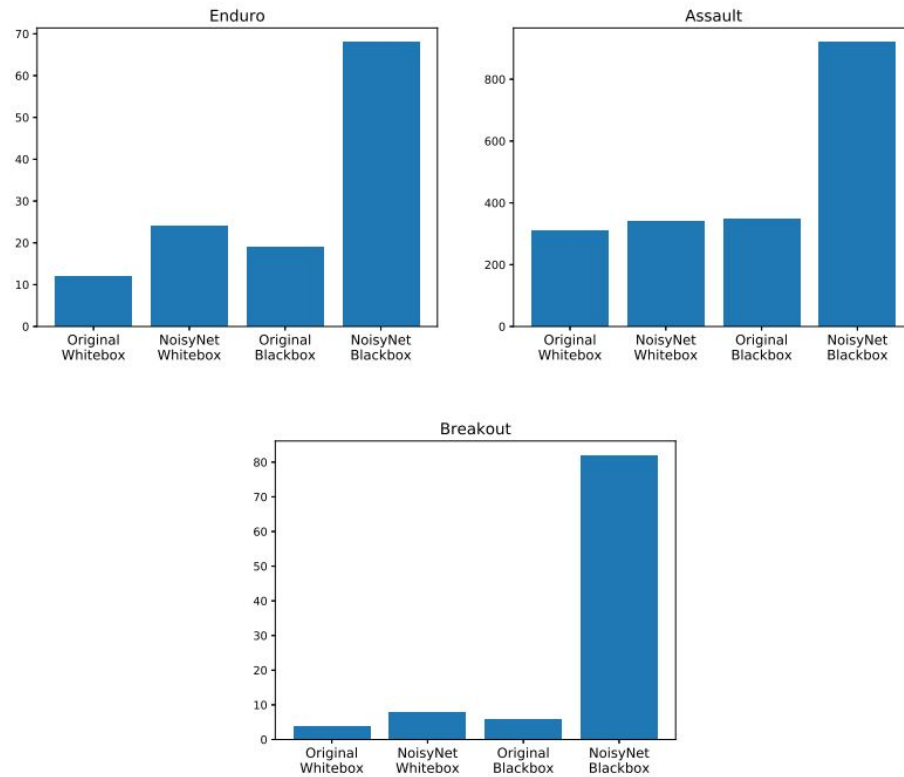 Enduro
70
60
50
40
30
20
10
0
Original
Whitebox
NoisyNet
Whitebox
Original
Blackbox
NoisyNet
Blackbox
Assault
800
600
400
200
0
Original
Whitebox
NoisyNet
Whitebox
Original
Blackbox
NoisyNet
Blackbox
Breakout
80
70
60
50
40
30
20
10
0
Original
Whitebox
NoisyNet
Whitebox
Original
Blackbox
NoisyNet
Blackbox